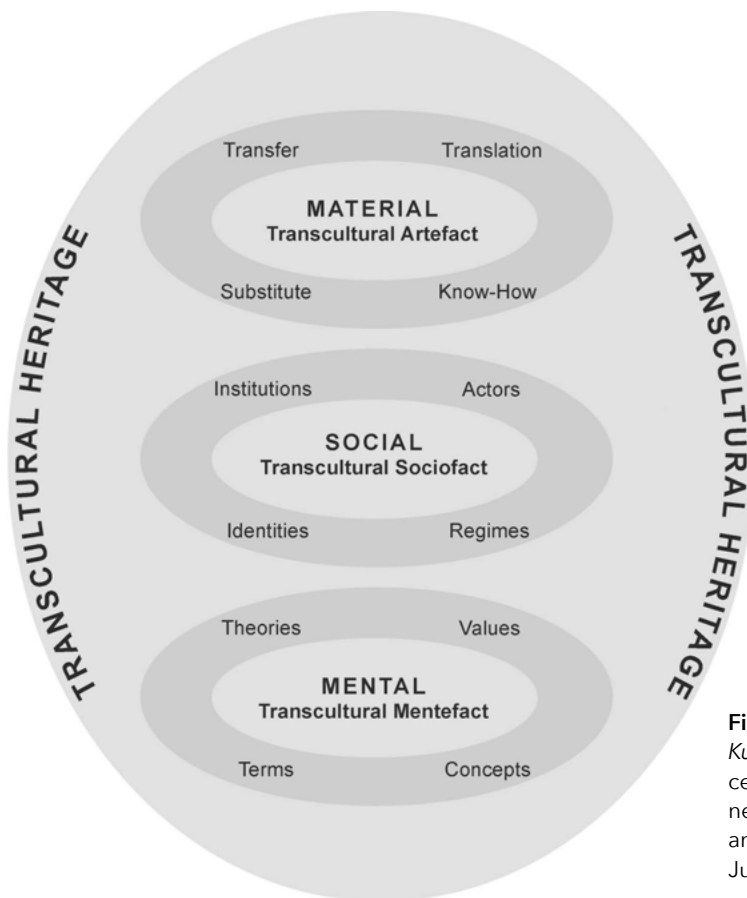 TRANSCULTURAL HERITAGE
Transfer Translation
MATERIAL
Transcultural Artefact
Substitute Know-How
Institutions Actors
SOCIAL
Transcultural Sociofact
Identities Regimes
Theories Values
MENTAL
Transcultural Mentefact
Terms Concepts
TRANSCULTURAL HERITAGE